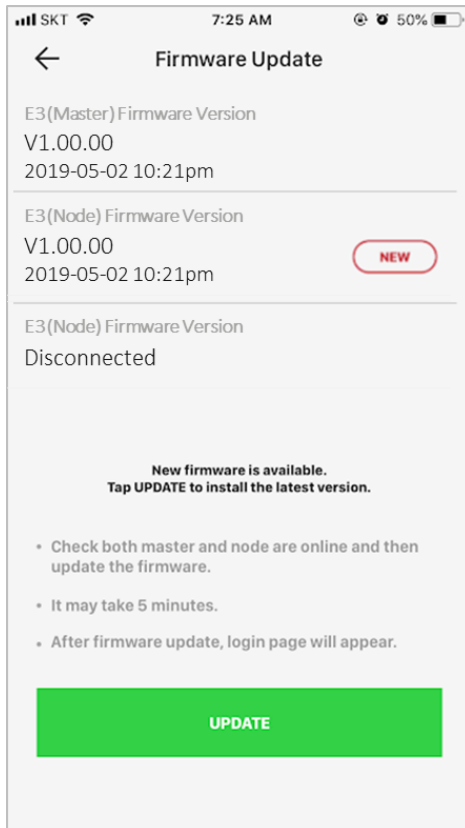 SKT 7:25 AM 50%
Firmware Update
E3(Master) Firmware Version
V1.00.00
2019-05-02 10:21pm
E3(Node) Firmware Version
V1.00.00
NEW
2019-05-02 10:21pm
E3(Node) Firmware Version
Disconnected
New firmware is available.
Tap UPDATE to install the latest version.
• Check both master and node are online and then
update the firmware.
• It may take 5 minutes.
• After firmware update, login page will appear.
UPDATE